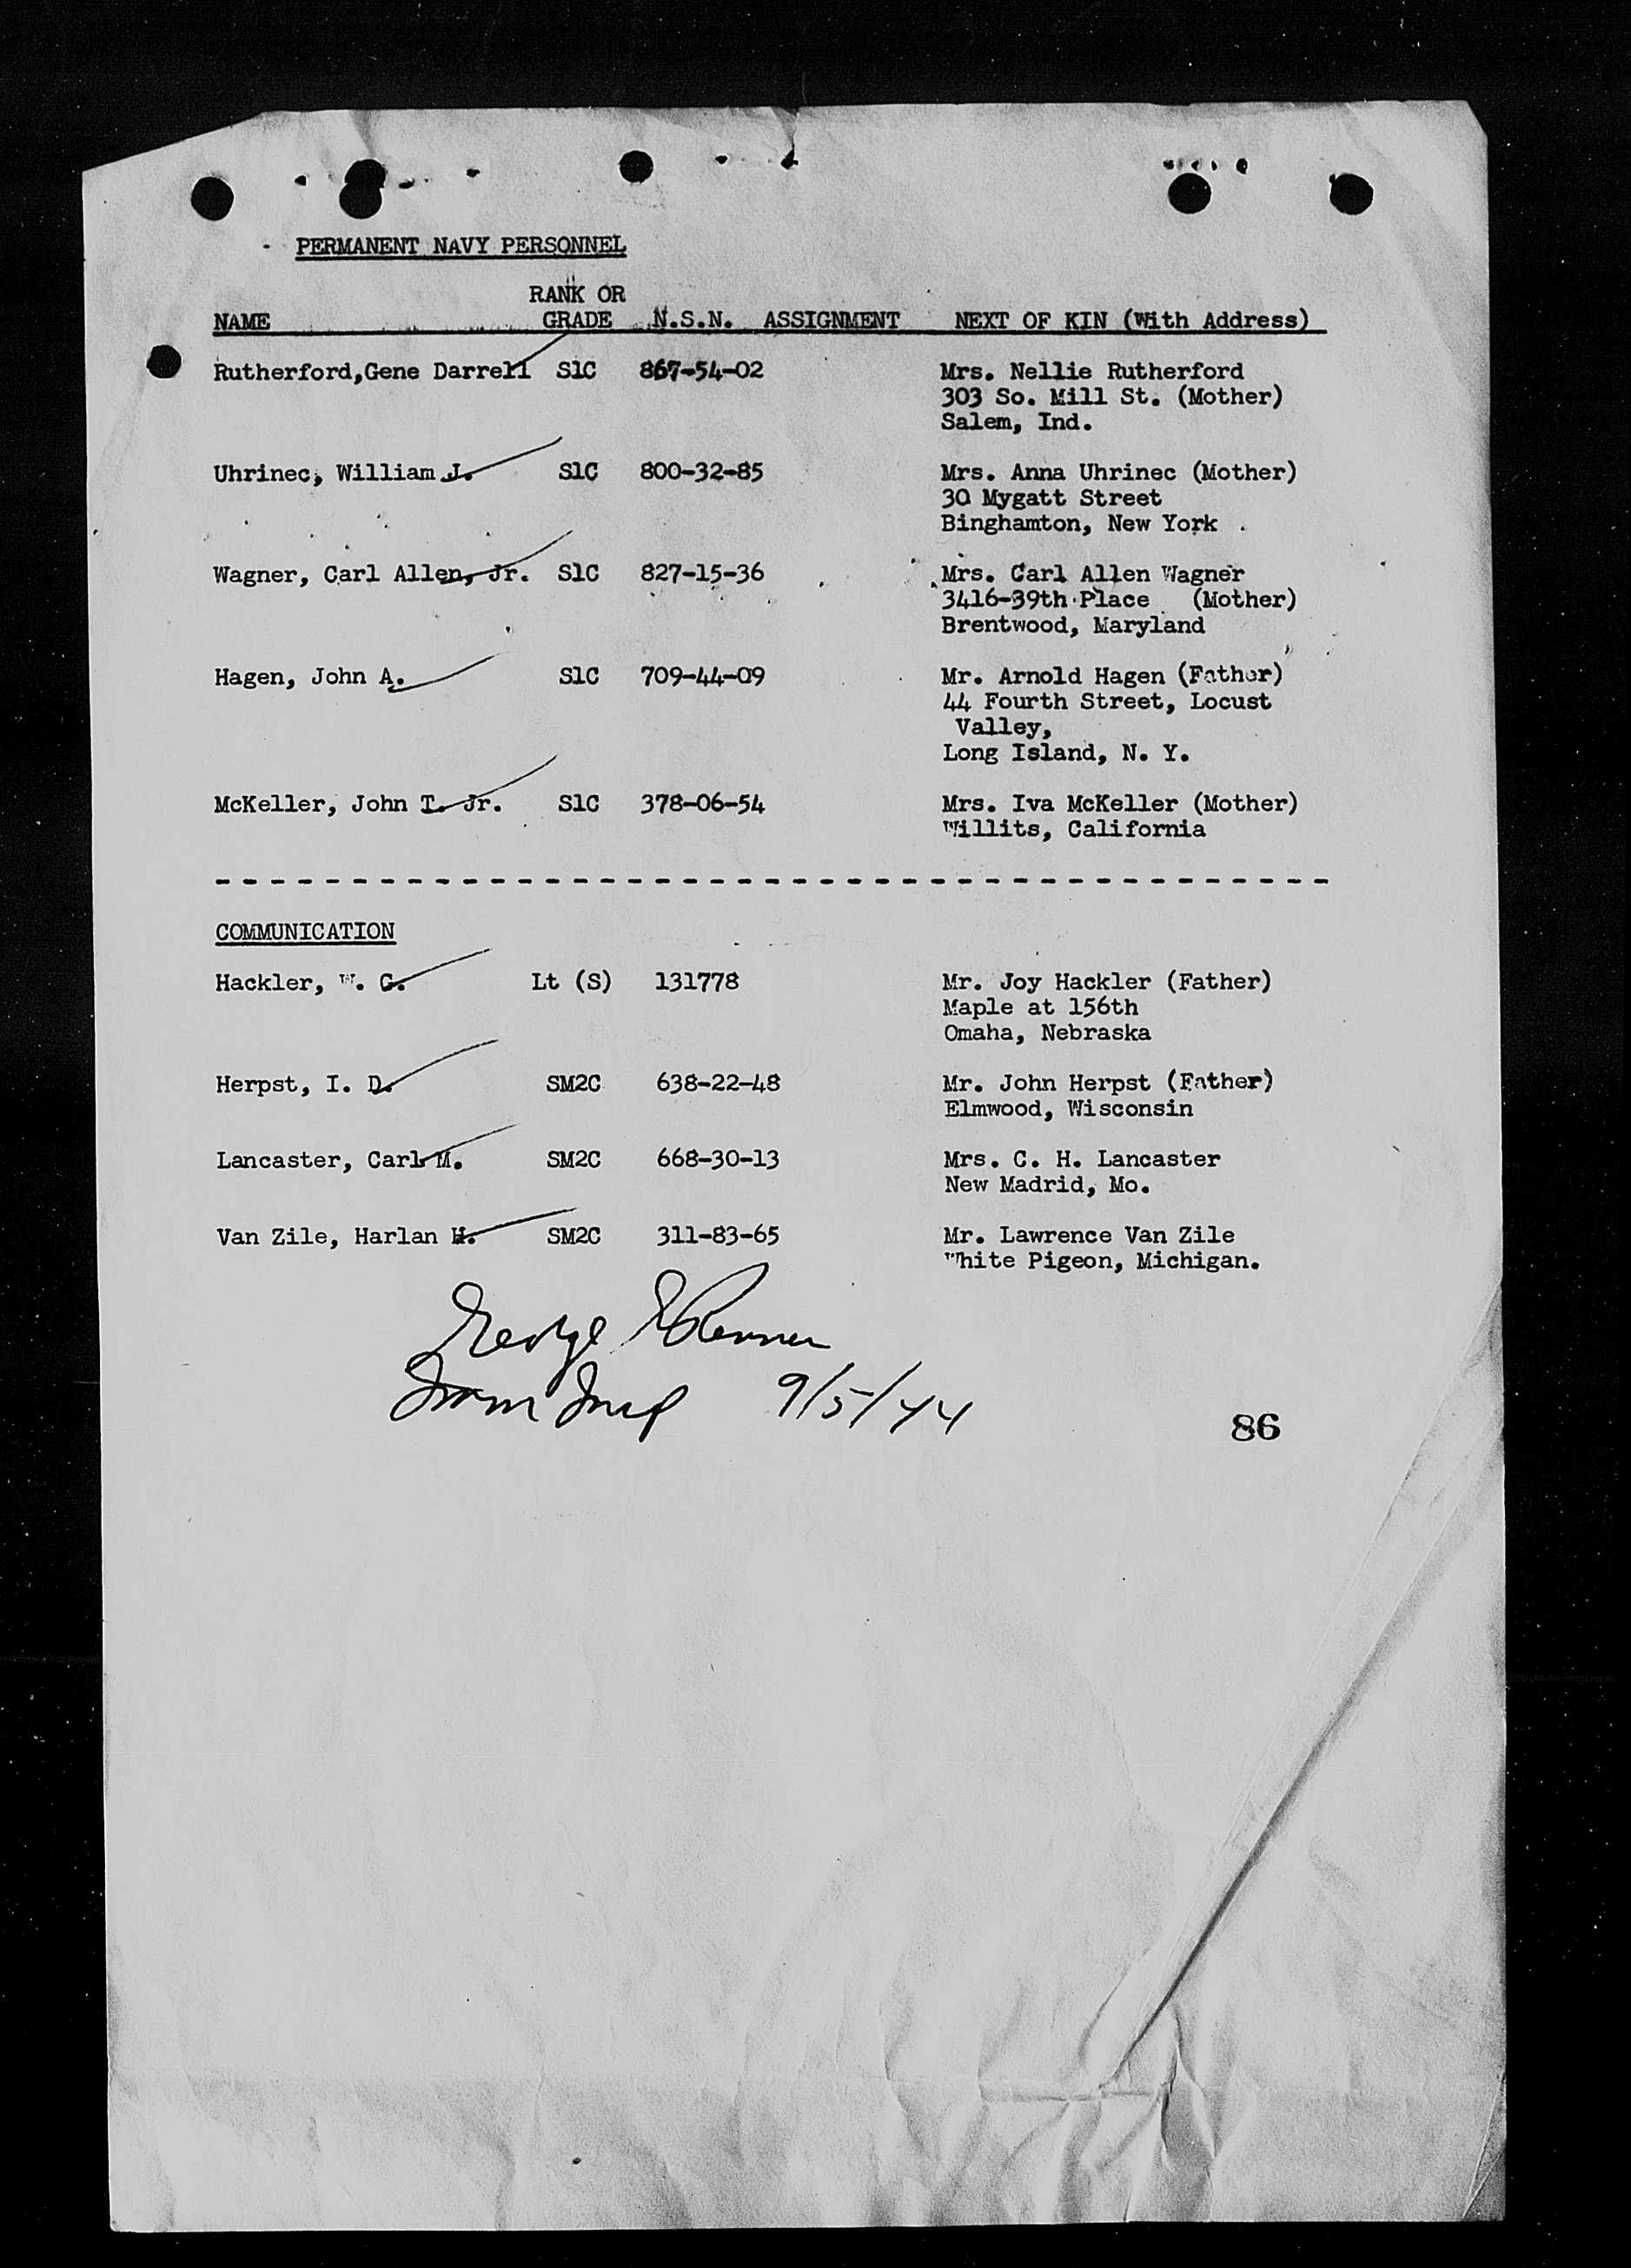 PERMANENT NAVY PERSONNEL
RANK OR
NAME GRADE N.S.N. ASSIGNMENT NEXT OF KIN (With Address)
Rutherford,Gene Darrell S1C 867-54-02 Mrs. Nellie Rutherford
303 So. Mill St. (Mother)
Salem, Ind.
Uhrinec, William J. S1C 800-32-85 Mrs. Anna Uhrinec (Mother)
30 Mygatt Street
Binghamton, New York
Wagner, Carl Allen, Jr. S1C 827-15-36 Mrs. Carl Allen Wagner
3416-39th Place (Mother)
Brentwood, Maryland
Hagen, John A. S1C 709-44-09 Mr. Arnold Hagen (Father)
44 Fourth Street, Locust
Valley,
Long Island, N. Y.
McKeller, John T. Jr. S1C 378-06-54 Mrs. Iva McKeller (Mother)
Willits, California
COMMUNICATION
Hackler, W. G. Lt (S) 131778 Mr. Joy Hackler (Father)
Maple at 156th
Omaha, Nebraska
Herpst, I. D. SM2C 638-22-48 Mr. John Herpst (Father)
Elmwood, Wisconsin
Lancaster, Carl M. SM2C 668-30-13 Mrs. C. H. Lancaster
New Madrid, Mo.
Van Zile, Harlan H. SM2C 311-83-65 Mr. Lawrence Van Zile
White Pigeon, Michigan.
George
9/5/44
86